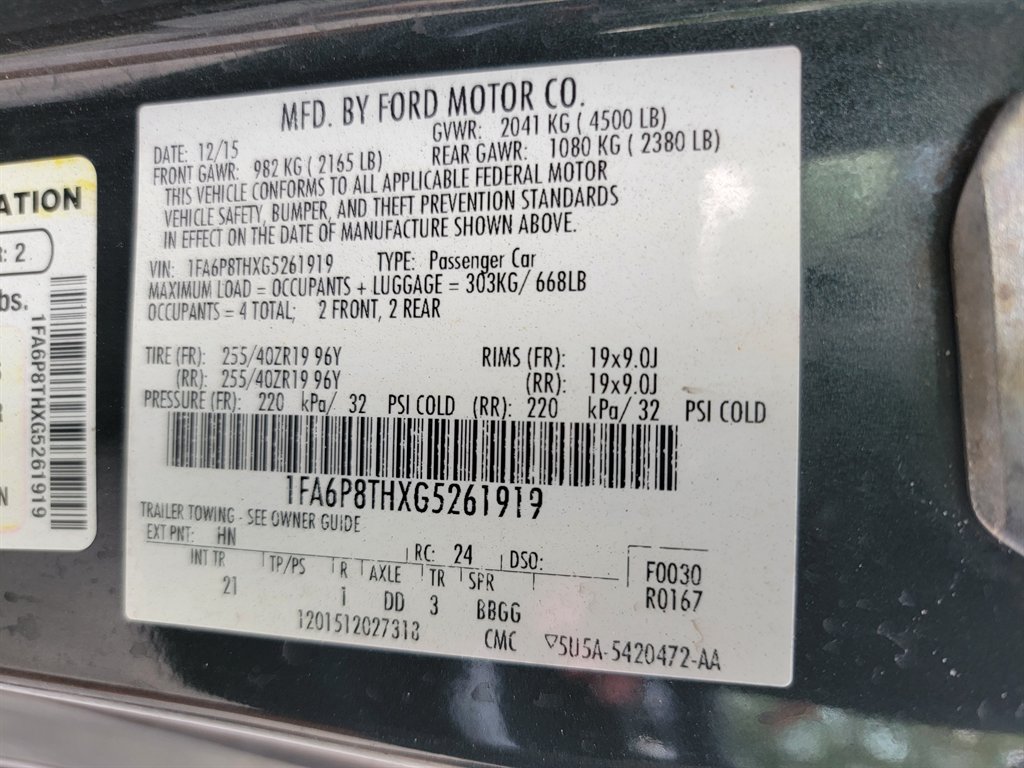 MFD. BY FORD MOTOR CO.
DATE: 12/15 GVWR: 2041 KG ( 4500 LB)
FRONT GAWR: 982 KG ( 2165 LB) REAR GAWR: 1080 KG ( 2380 LB)
THIS VEHICLE CONFORMS TO ALL APPLICABLE FEDERAL MOTOR
VEHICLE SAFETY, BUMPER, AND THEFT PREVENTION STANDARDS
IN EFFECT ON THE DATE OF MANUFACTURE SHOWN ABOVE.
VIN: 1FA6P8THXG5261919 TYPE: Passenger Car
MAXIMUM LOAD = OCCUPANTS + LUGGAGE = 303KG/ 668LB
OCCUPANTS = 4 TOTAL; 2 FRONT, 2 REAR
TIRE (FR): 255/40ZR19 96Y RIMS (FR): 19x9.0J
(RR): 255/40ZR19 96Y (RR): 19x9.0J
PRESSURE (FR): 220 kPa/ 32 PSI COLD (RR): 220 kPa/ 32 PSI COLD
1FA6P8THXG5261919
TRAILER TOWING - SEE OWNER GUIDE
EXT PNT: HN RC: 24 DSO:
INT TR TP/PS R AXLE TR SPR F0030
21 1 DD 3 BBGG R0167
1201512027318 CMC ▽5U5A-5420472-AA
ATION
R: 2
bs.
1FA6P8THXG5261919